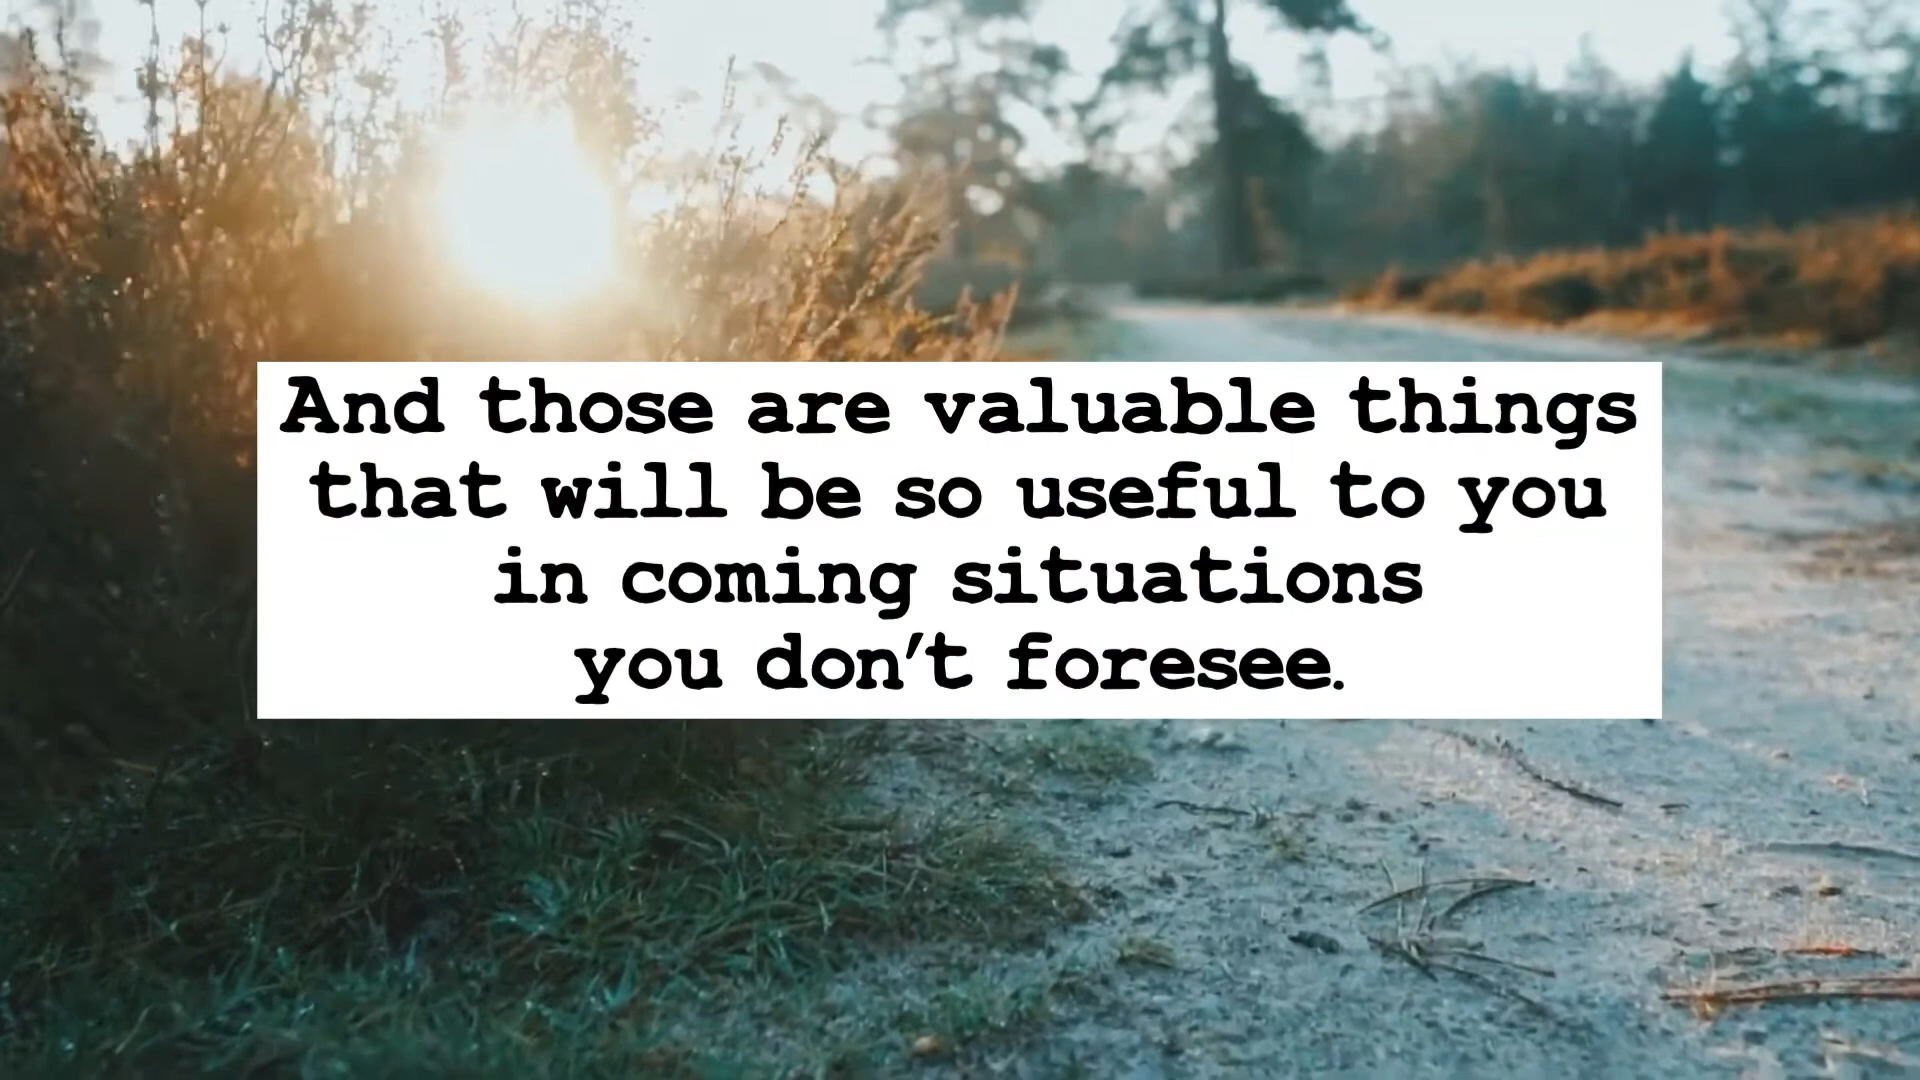 And those are valuable things
that will be so useful to you
in coming situations
you don't foresee.